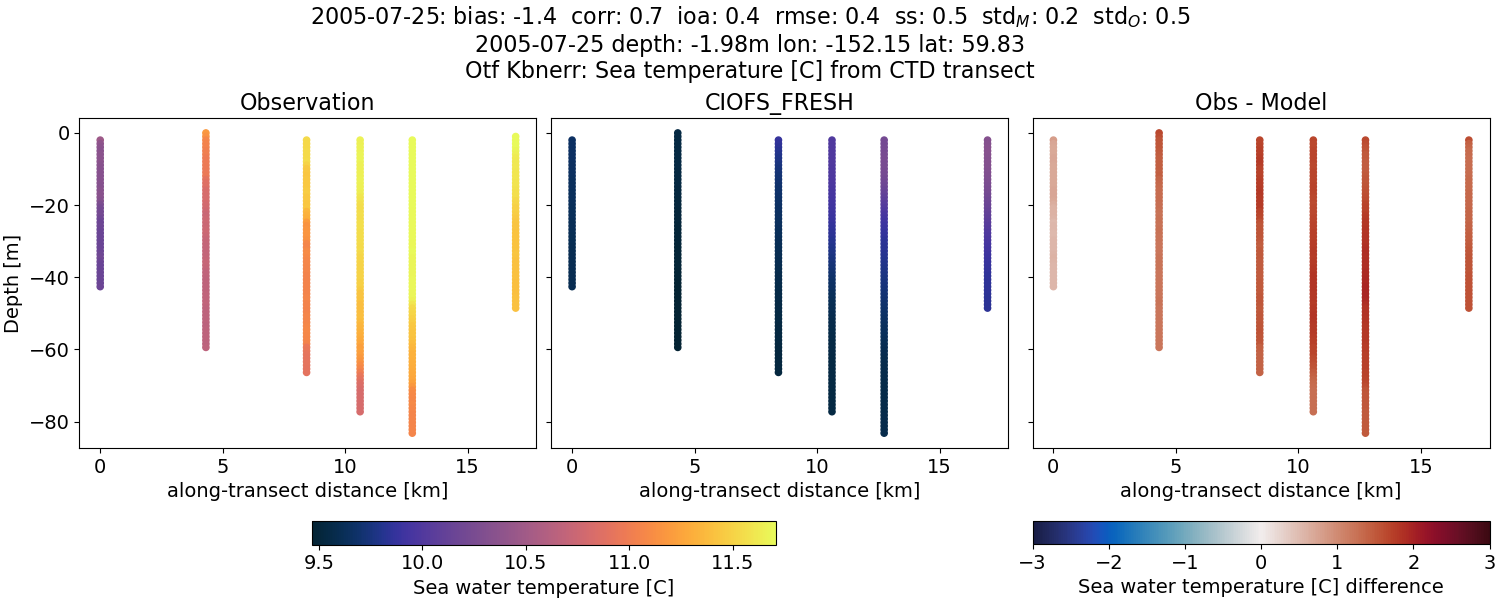 2005-07-25: bias: -1.4  corr: 0.7  ioa: 0.4  rmse: 0.4  ss: 0.5  std_M: 0.2  std_O: 0.5
2005-07-25 depth: -1.98m lon: -152.15 lat: 59.83
Otf Kbnerr: Sea temperature [C] from CTD transect
Observation
CIOFS_FRESH
Obs - Model
Depth [m]
0
−20
−40
−60
−80
0 5 10 15
0 5 10 15
0 5 10 15
along-transect distance [km]
along-transect distance [km]
along-transect distance [km]
9.5 10.0 10.5 11.0 11.5
Sea water temperature [C]
−3 −2 −1 0 1 2 3
Sea water temperature [C] difference